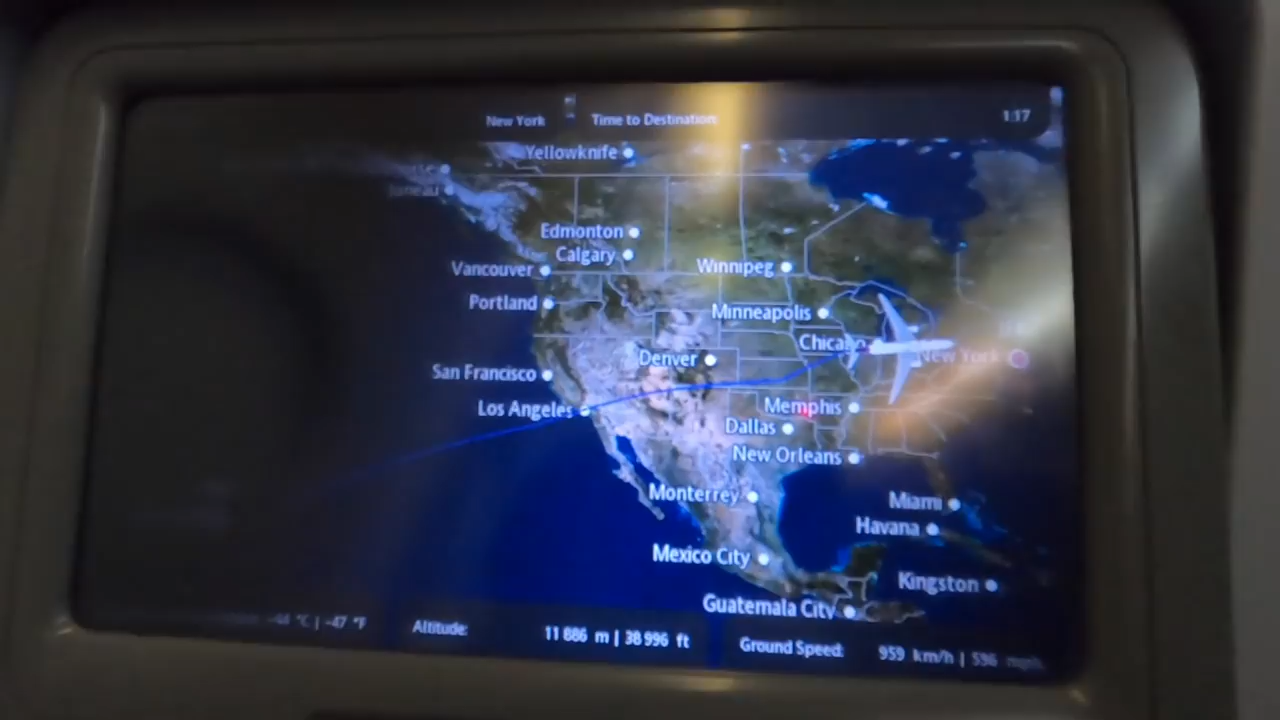 New York Time to Destination: 1:17
Yellowknife
Juneau
Edmonton
Calgary
Vancouver
Winnipeg
Portland
Minneapolis
Chicago
New York
Denver
San Francisco
Los Angeles
Memphis
Dallas
New Orleans
Monterrey
Miami
Havana
Mexico City
Kingston
Guatemala City
-44 °C | -47 °F Altitude: 11 886 m | 38 996 ft Ground Speed: 959 km/h | 596 mph